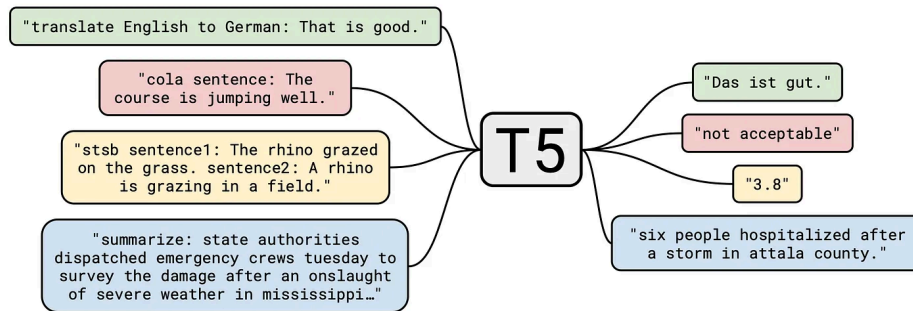 "translate English to German: That is good."
"cola sentence: The
course is jumping well."
"stsb sentence1: The rhino grazed
on the grass. sentence2: A rhino
is grazing in a field."
"summarize: state authorities
dispatched emergency crews tuesday to
survey the damage after an onslaught
of severe weather in mississippi…"
T5
"Das ist gut."
"not acceptable"
"3.8"
"six people hospitalized after
a storm in attala county."